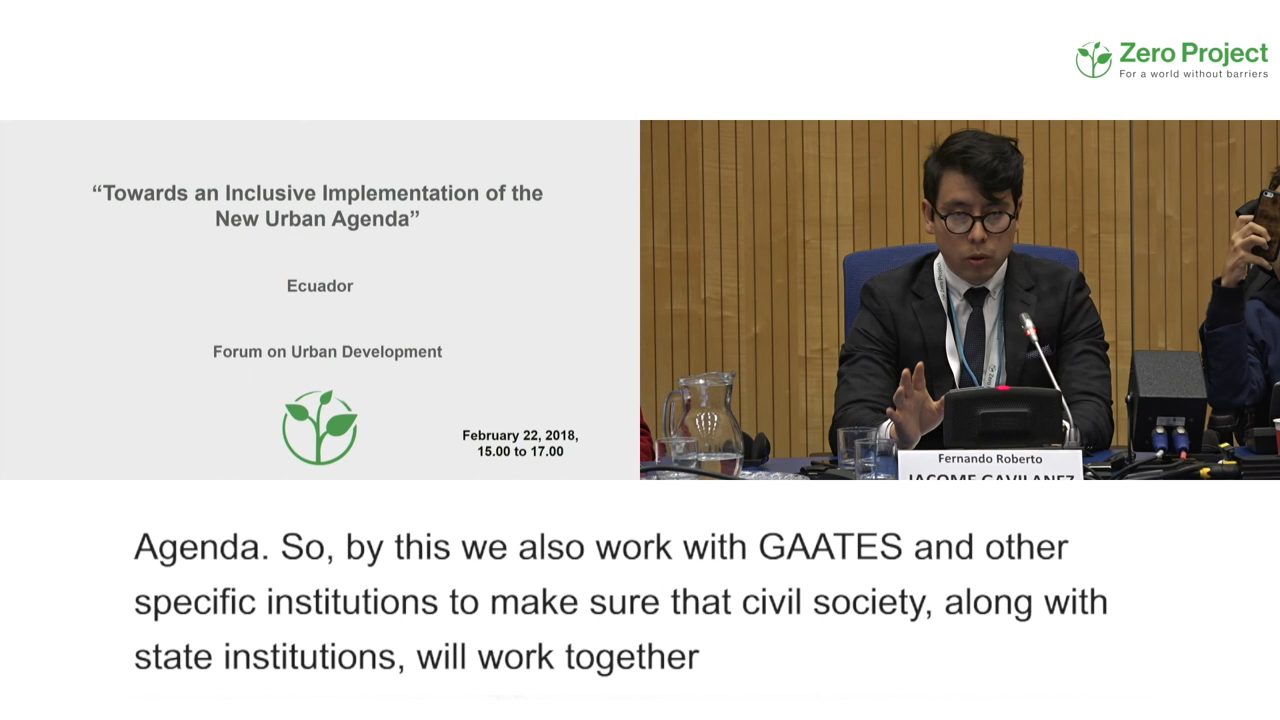 Zero Project
For a world without barriers
“Towards an Inclusive Implementation of the
New Urban Agenda”
Ecuador
Forum on Urban Development
February 22, 2018,
15.00 to 17.00
Fernando Roberto
JACOME GAVILANEZ
Agenda. So, by this we also work with GAATES and other
specific institutions to make sure that civil society, along with
state institutions, will work together